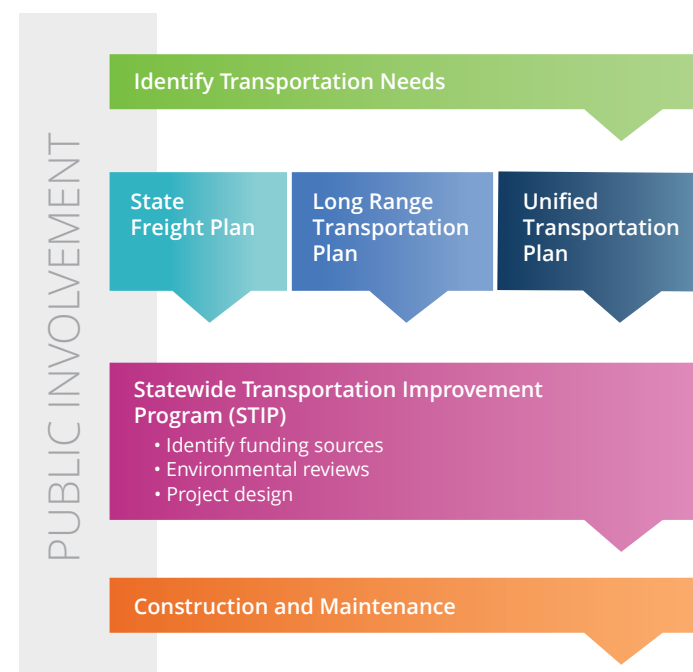 PUBLIC INVOLVEMENT
Identify Transportation Needs
State
Freight Plan
Long Range
Transportation
Plan
Unified
Transportation
Plan
Statewide Transportation Improvement
Program (STIP)
• Identify funding sources
• Environmental reviews
• Project design
Construction and Maintenance